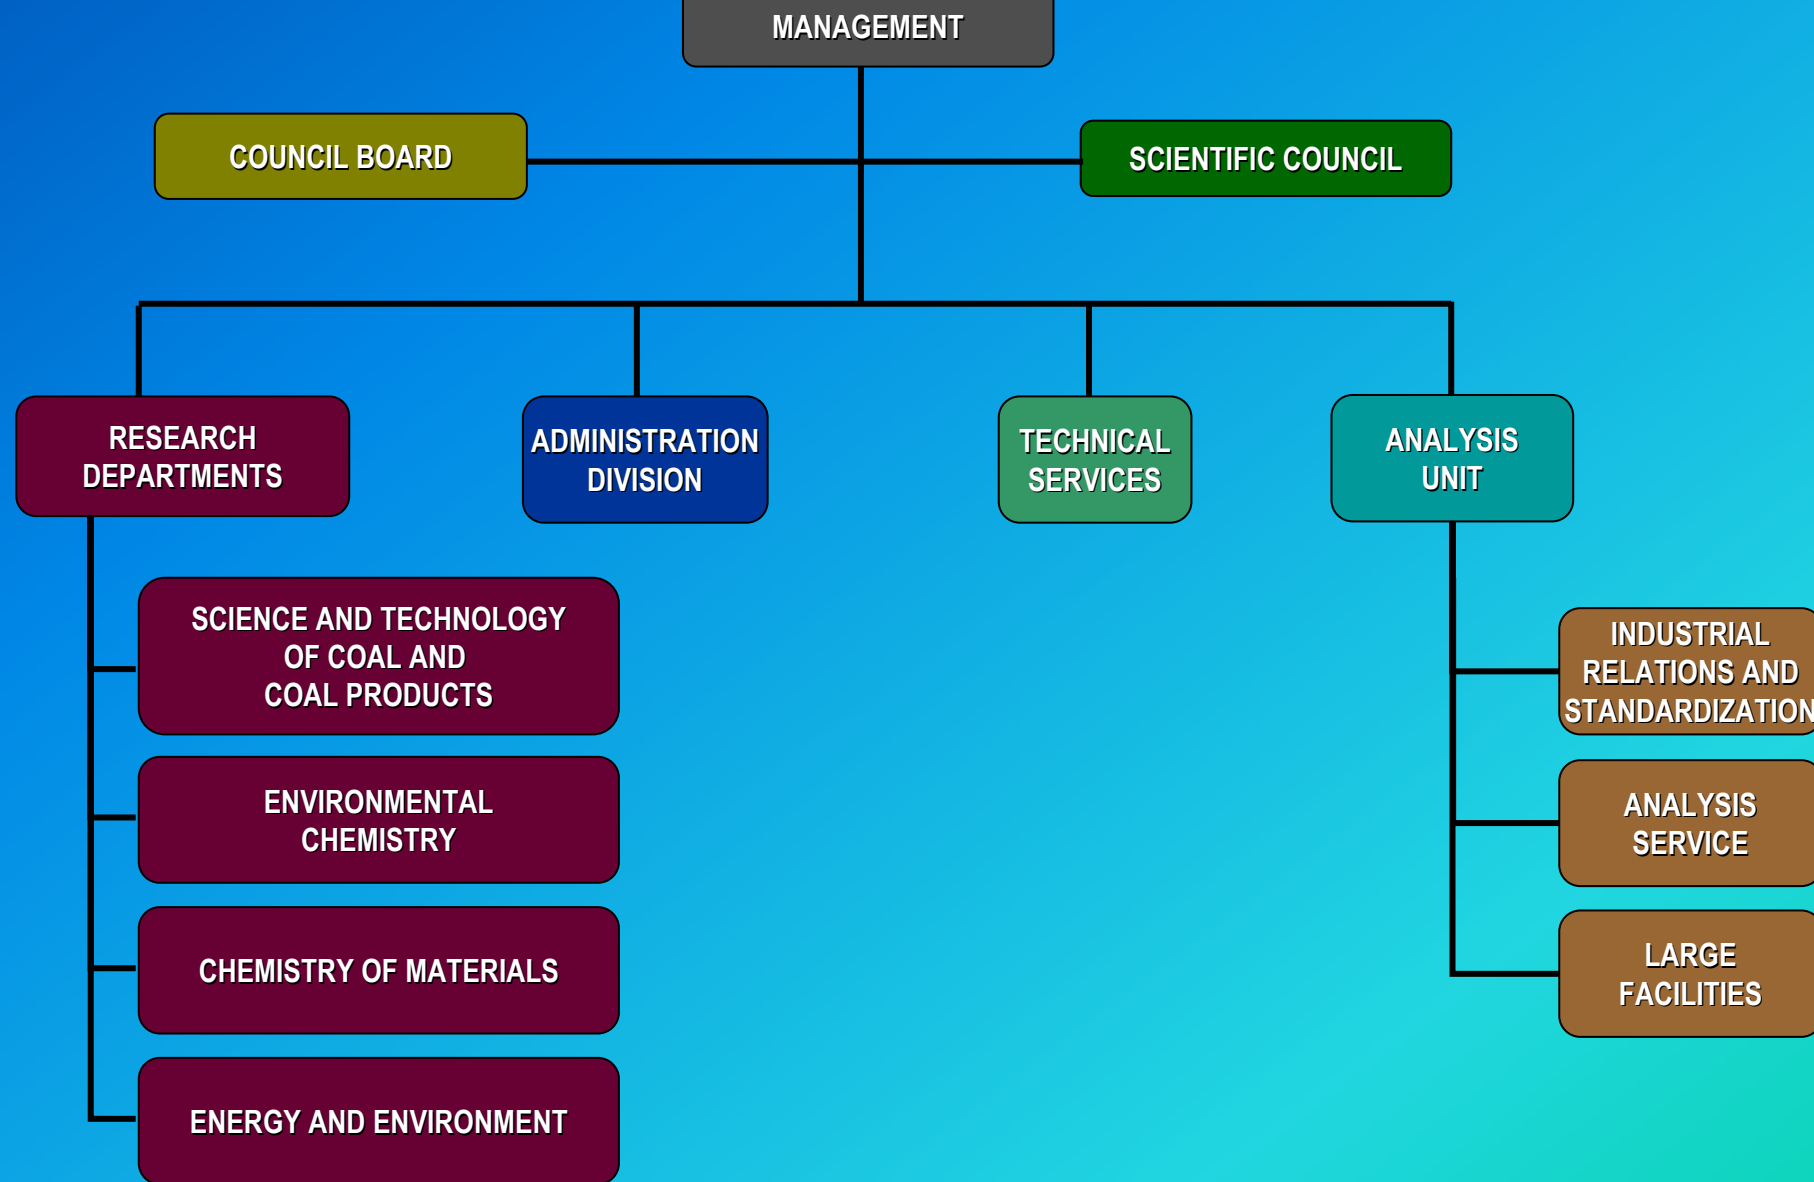 MANAGEMENT
COUNCIL BOARD
SCIENTIFIC COUNCIL
RESEARCH
DEPARTMENTS
ADMINISTRATION
DIVISION
TECHNICAL
SERVICES
ANALYSIS
UNIT
SCIENCE AND TECHNOLOGY
OF COAL AND
COAL PRODUCTS
ENVIRONMENTAL
CHEMISTRY
CHEMISTRY OF MATERIALS
ENERGY AND ENVIRONMENT
INDUSTRIAL
RELATIONS AND
STANDARDIZATION
ANALYSIS
SERVICE
LARGE
FACILITIES